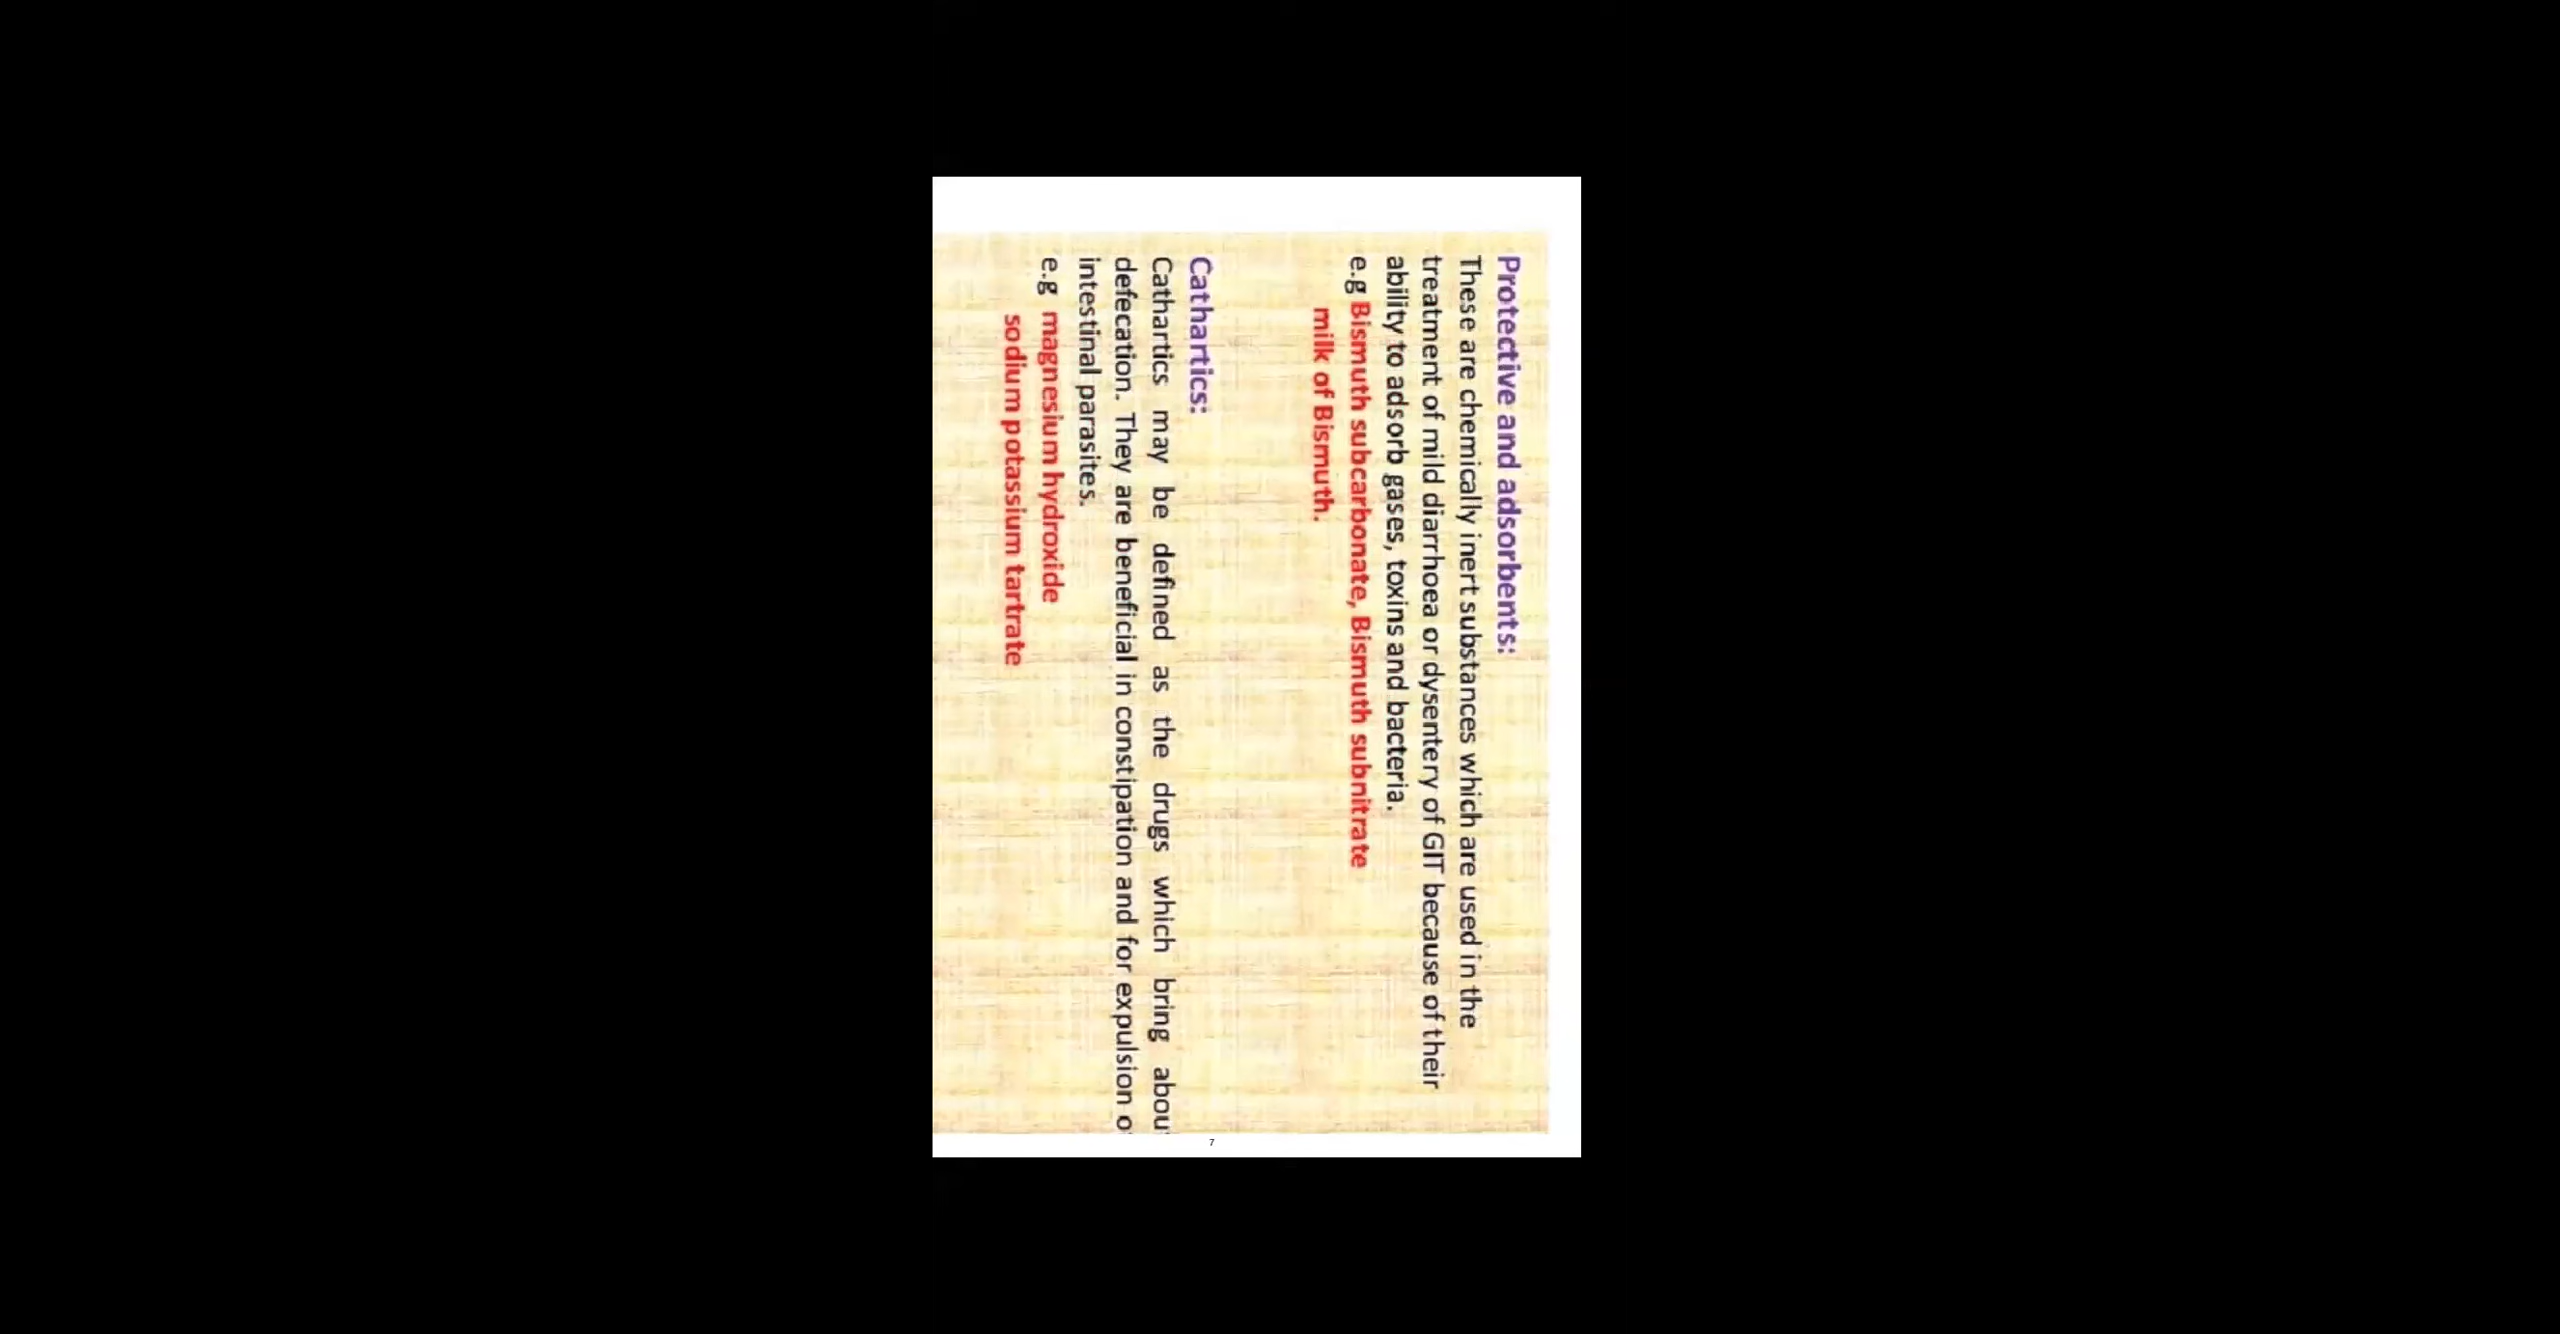 Protective and adsorbents:
These are chemically inert substances which are used in the
treatment of mild diarrhoea or dysentery of GIT because of their
ability to adsorb gases, toxins and bacteria.
e.g Bismuth subcarbonate, Bismuth subnitrate
milk of Bismuth.
Cathartics:
Cathartics may be defined as the drugs which bring abou
defecation. They are beneficial in constipation and for expulsion o
intestinal parasites.
e.g magnesium hydroxide
sodium potassium tartrate
7